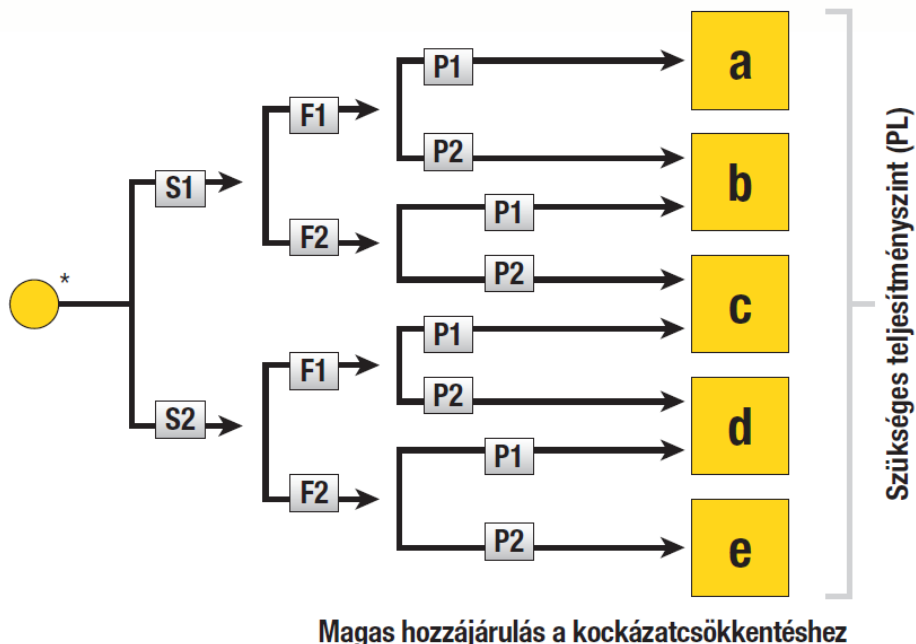 P1
a
F1
P2
b
S1
P1
F2
P2
c
*
P1
F1
P2
d
S2
P1
F2
P2
e
Szükséges teljesítményszint (PL)
Magas hozzájárulás a kockázatcsökkentéshez